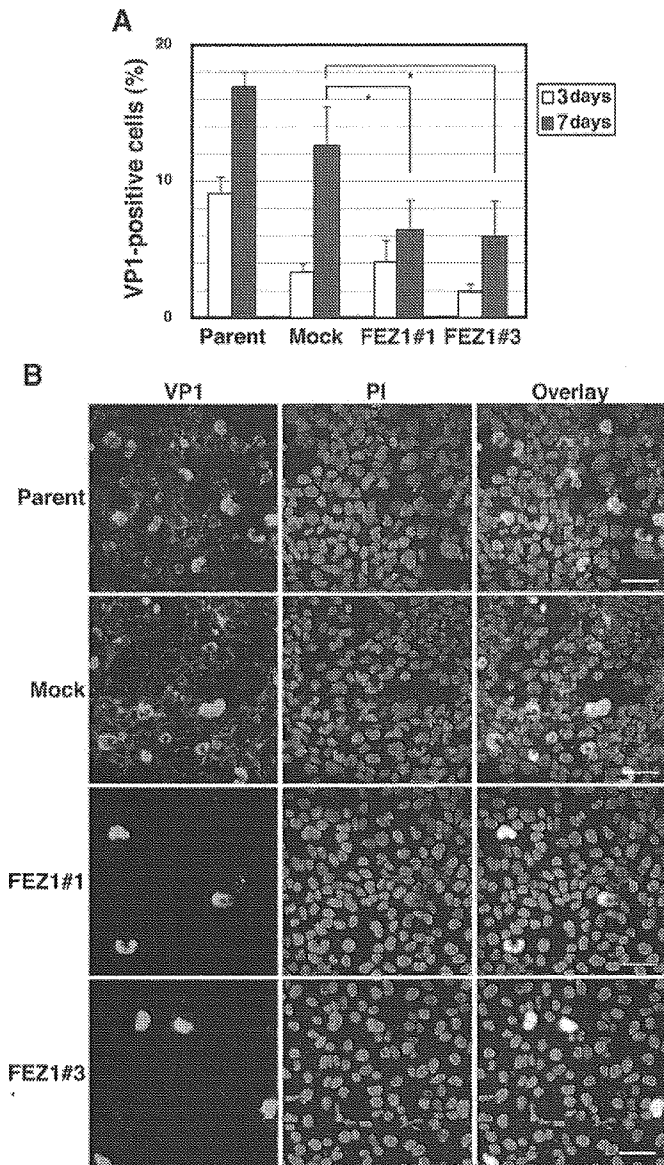 A
VP1-positive cells (%)
20
10
0
*
*
3days
7days
Parent
Mock
FEZ1#1
FEZ1#3
B
VP1
PI
Overlay
Parent
Mock
FEZ1#1
FEZ1#3